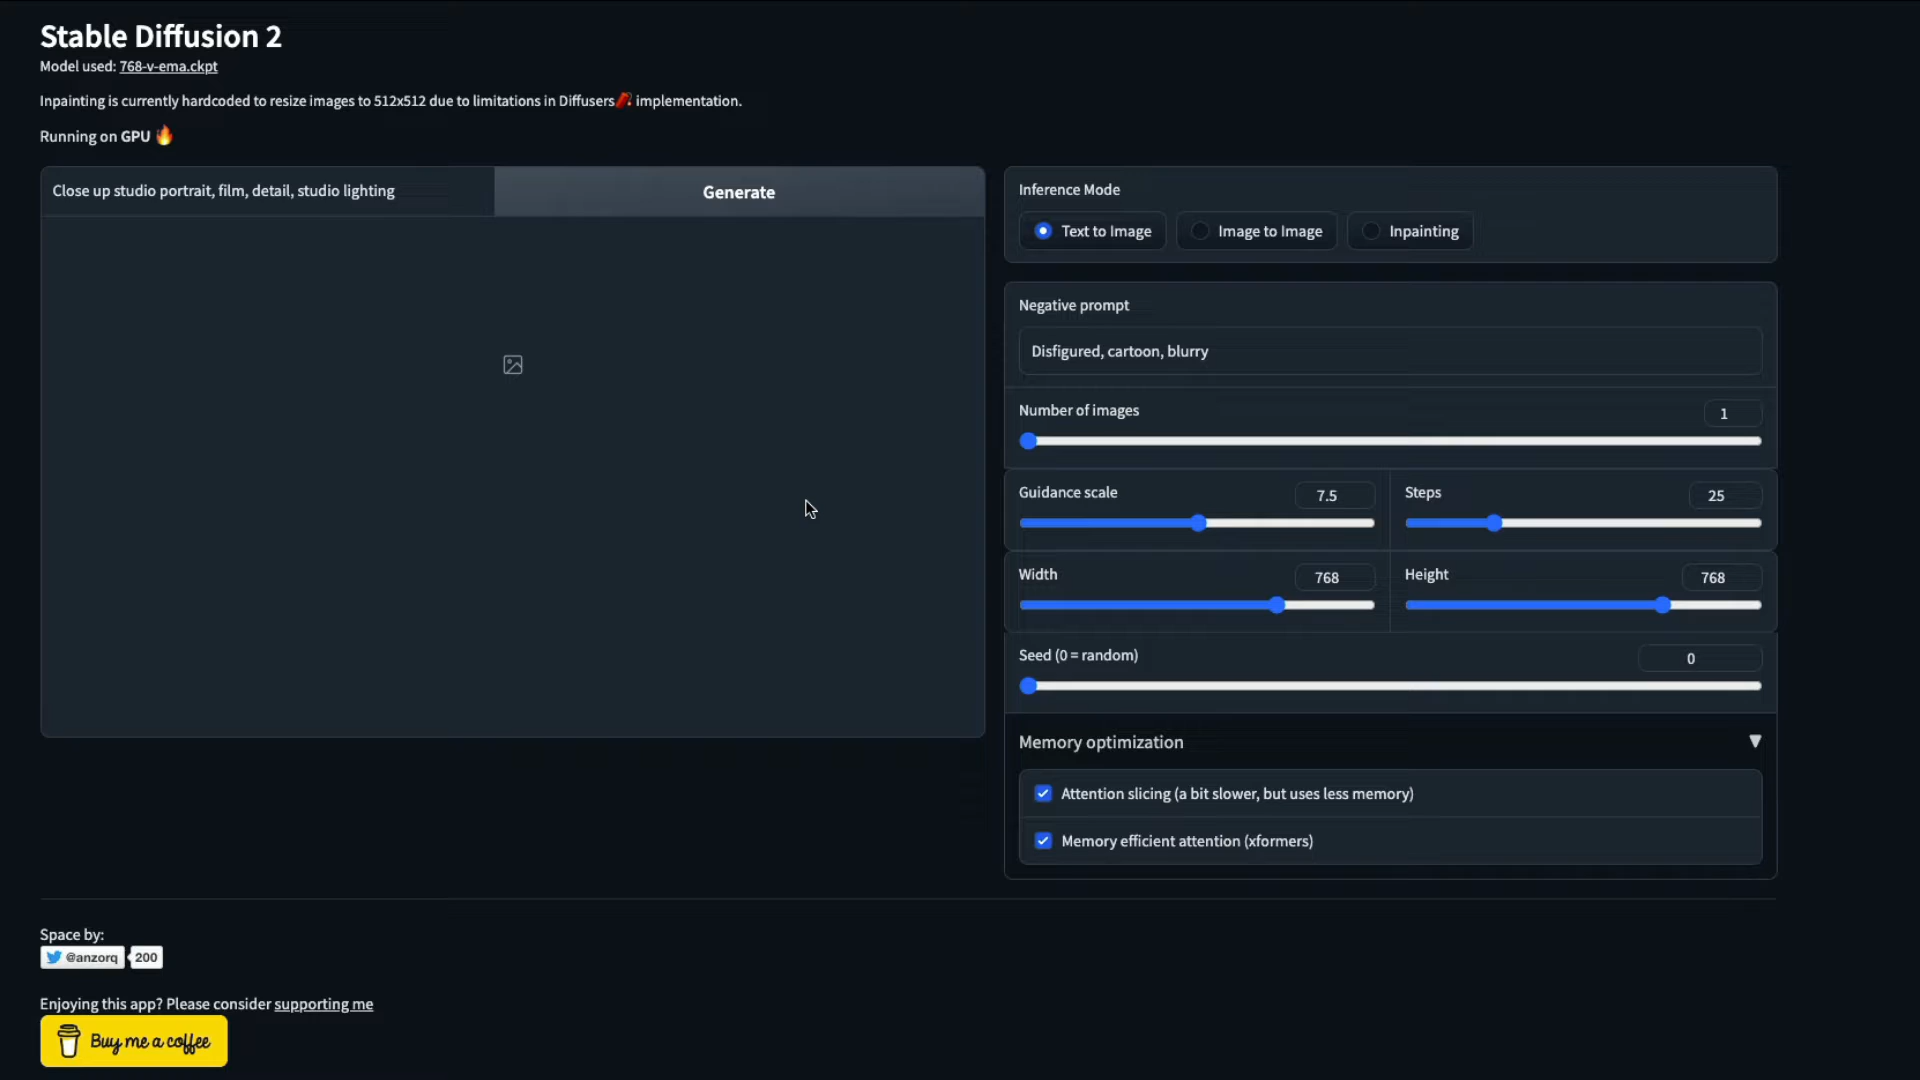 Stable Diffusion 2
Model used: 768-v-ema.ckpt
Inpainting is currently hardcoded to resize images to 512x512 due to limitations in Diffusers🧨 implementation.
Running on GPU 🔥
Close up studio portrait, film, detail, studio lighting
Generate
Inference Mode
Text to Image
Image to Image
Inpainting
Negative prompt
Disfigured, cartoon, blurry
Number of images
1
Guidance scale
7.5
Steps
25
Width
768
Height
768
Seed (0 = random)
0
Memory optimization
▼
Attention slicing (a bit slower, but uses less memory)
Memory efficient attention (xformers)
Space by:
@anzorq 200
Enjoying this app? Please consider supporting me
Buy me a coffee